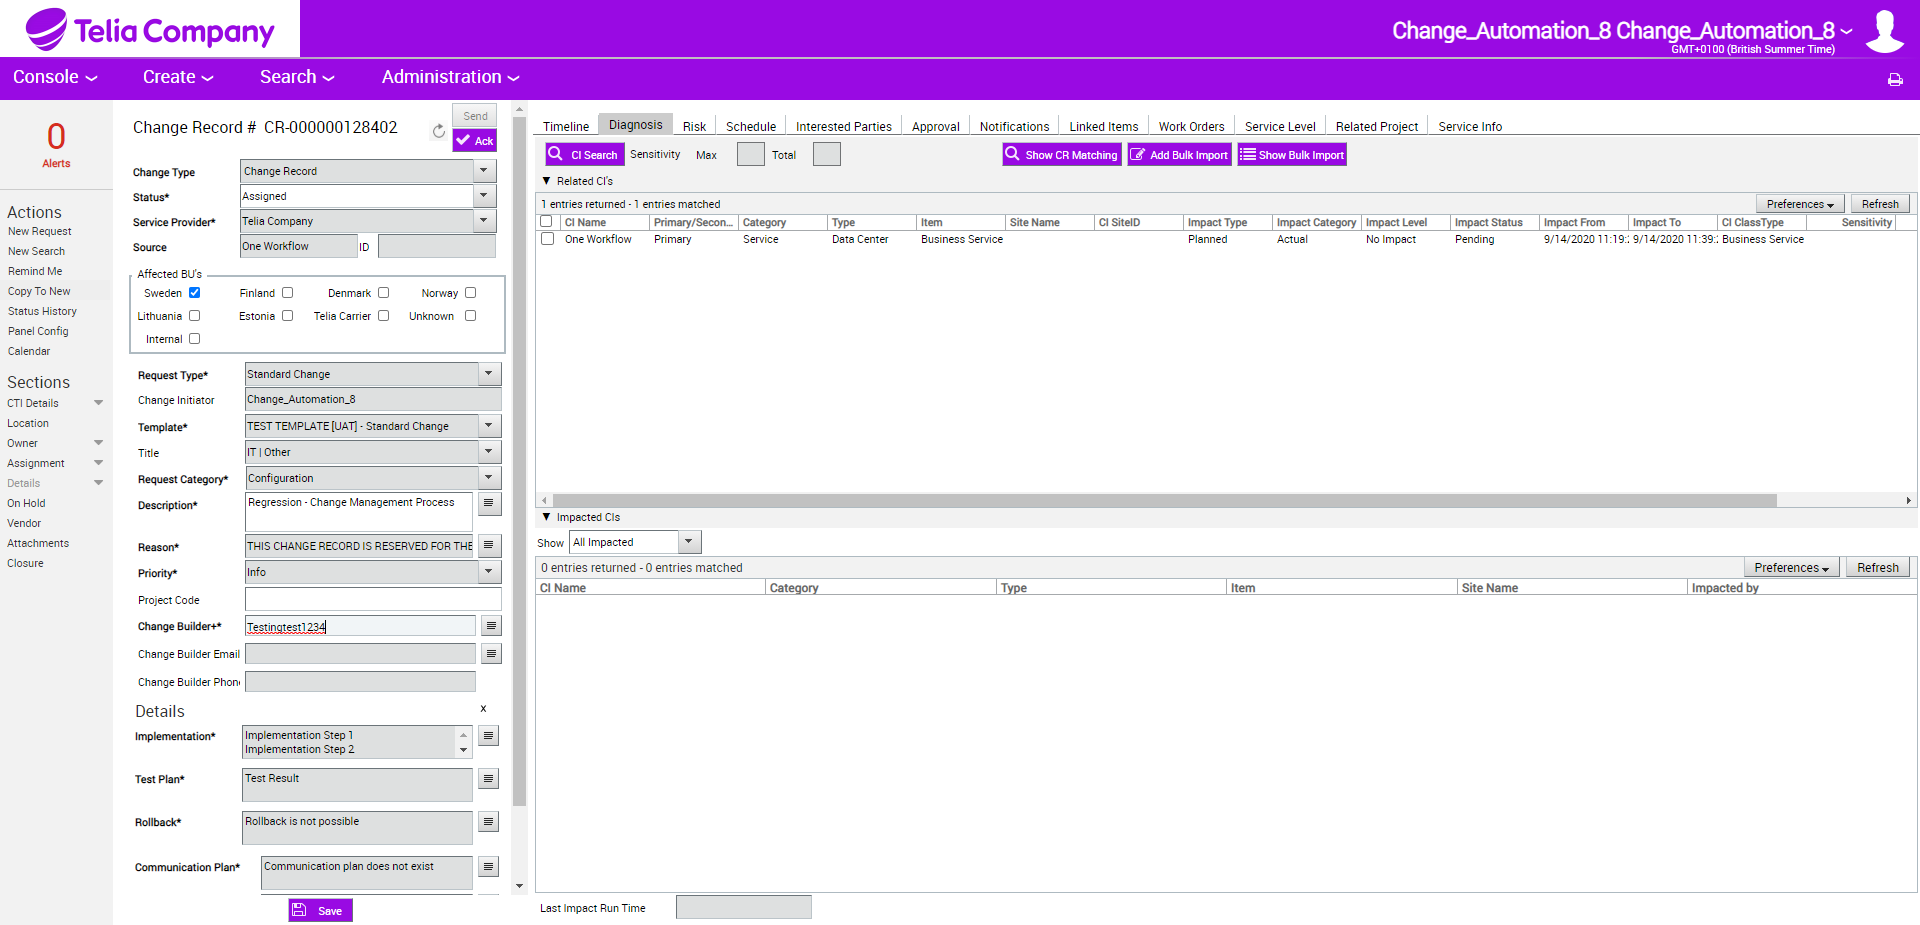 Telia Company
Change_Automation_8 Change_Automation_8
GMT+0100 (British Summer Time)
Console Create Search Administration
0
Alerts
Actions
New Request
New Search
Remind Me
Copy To New
Status History
Panel Config
Calendar
Sections
CTI Details
Location
Owner
Assignment
Details
On Hold
Vendor
Attachments
Closure
Change Record # CR-000000128402
Send
Ack
Change Type Change Record
Status* Assigned
Service Provider* Telia Company
Source One Workflow ID
Affected BU's
Sweden Finland Denmark Norway
Lithuania Estonia Telia Carrier Unknown
Internal
Request Type* Standard Change
Change Initiator Change_Automation_8
Template* TEST TEMPLATE [UAT] - Standard Change
Title IT | Other
Request Category* Configuration
Description* Regression - Change Management Process
Reason* THIS CHANGE RECORD IS RESERVED FOR THE
Priority* Info
Project Code
Change Builder+* Testingtest1234
Change Builder Email
Change Builder Phone
Details x
Implementation* Implementation Step 1
Implementation Step 2
Test Plan* Test Result
Rollback* Rollback is not possible
Communication Plan* Communication plan does not exist
Save
Timeline Diagnosis Risk Schedule Interested Parties Approval Notifications Linked Items Work Orders Service Level Related Project Service Info
CI Search Sensitivity Max Total Show CR Matching Add Bulk Import Show Bulk Import
Related CI's
1 entries returned - 1 entries matched Preferences Refresh
CI Name Primary/Secon... Category Type Item Site Name CI SiteID Impact Type Impact Category Impact Level Impact Status Impact From Impact To CI ClassType Sensitivity
One Workflow Primary Service Data Center Business Service Planned Actual No Impact Pending 9/14/2020 11:19: 9/14/2020 11:39: Business Service
Impacted CIs
Show All Impacted
0 entries returned - 0 entries matched Preferences Refresh
CI Name Category Type Item Site Name Impacted by
Last Impact Run Time